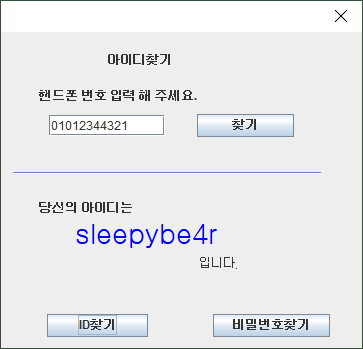 아이디찾기
핸드폰 번호 입력 해 주세요.
01012344321 찾기
당신의 아이디는
sleepybe4r
입니다.
ID찾기 비밀번호찾기